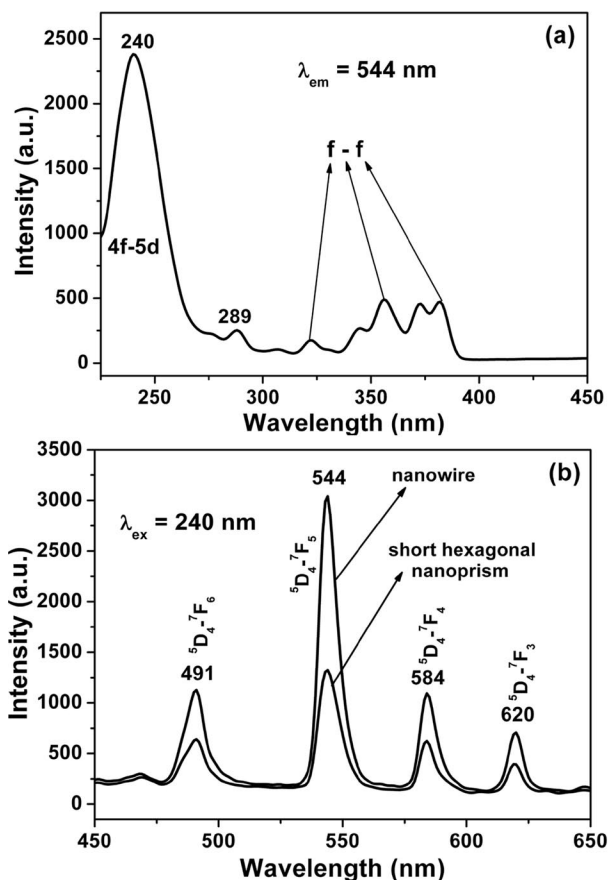 (a)
240
λem = 544 nm
f - f
4f-5d
289
2500
2000
1500
1000
500
0
Intensity (a.u.)
250 300 350 400 450
Wavelength (nm)
(b)
λex = 240 nm
544
nanowire
short hexagonal
nanoprism
⁵D₄-⁷F₆
491
⁵D₄-⁷F₅
⁵D₄-⁷F₄
584
⁵D₄-⁷F₃
620
3500
3000
2500
2000
1500
1000
500
0
Intensity (a.u.)
450 500 550 600 650
Wavelength (nm)